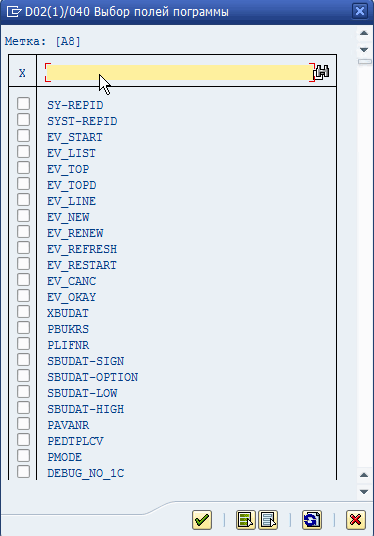 D02(1)/040 Выбор полей пограммы
Метка: [A8]
X
SY-REPID
SYST-REPID
EV_START
EV_LIST
EV_TOP
EV_TOPD
EV_LINE
EV_NEW
EV_RENEW
EV_REFRESH
EV_RESTART
EV_CANC
EV_OKAY
XBUDAT
PBUKRS
PLIFNR
SBUDAT-SIGN
SBUDAT-OPTION
SBUDAT-LOW
SBUDAT-HIGH
PAVANR
PEDTPLCV
PMODE
DEBUG_NO_1C